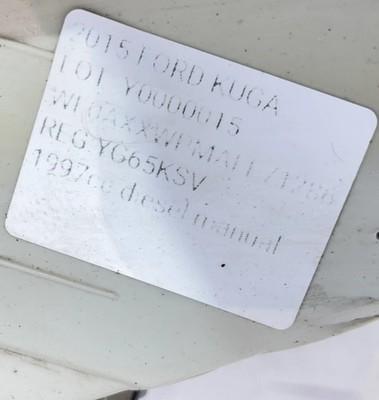 2015 FORD KUGA
LOT Y0000015
REG YG65KSV
1997cc diesel manual